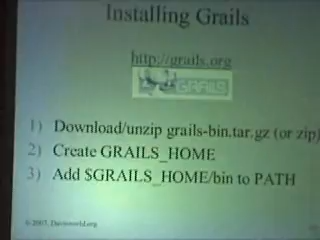 Installing Grails
http://grails.org
GRAILS
1) Download/unzip grails-bin.tar.gz (or zip)
2) Create GRAILS_HOME
3) Add $GRAILS_HOME/bin to PATH
© 2007,